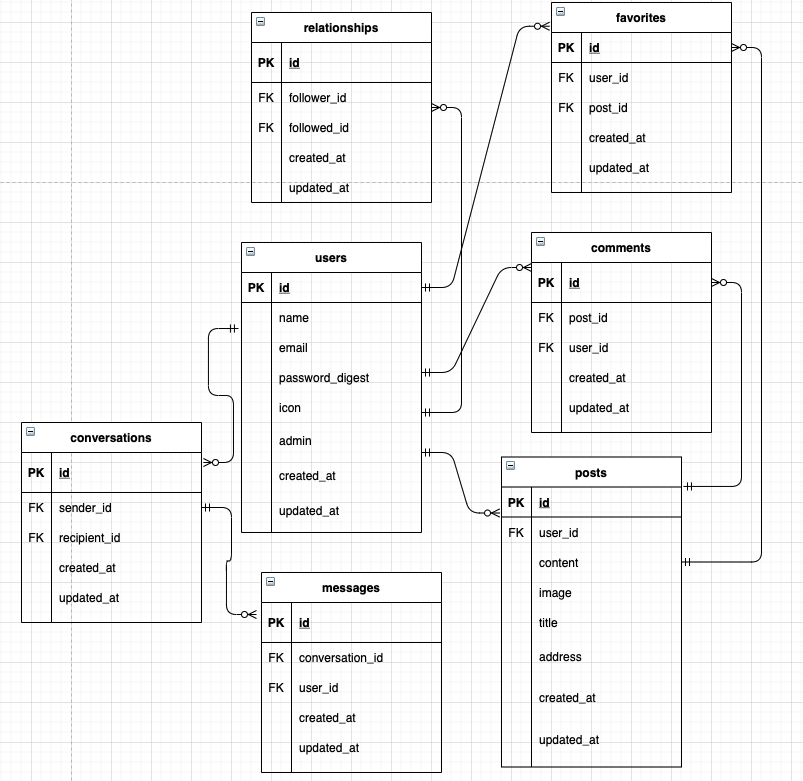 relationships
PK id
FK follower_id
FK followed_id
created_at
updated_at
favorites
PK id
FK user_id
FK post_id
created_at
updated_at
users
PK id
name
email
password_digest
icon
admin
created_at
updated_at
comments
PK id
FK post_id
FK user_id
created_at
updated_at
conversations
PK id
FK sender_id
FK recipient_id
created_at
updated_at
posts
PK id
FK user_id
content
image
title
address
created_at
updated_at
messages
PK id
FK conversation_id
FK user_id
created_at
updated_at